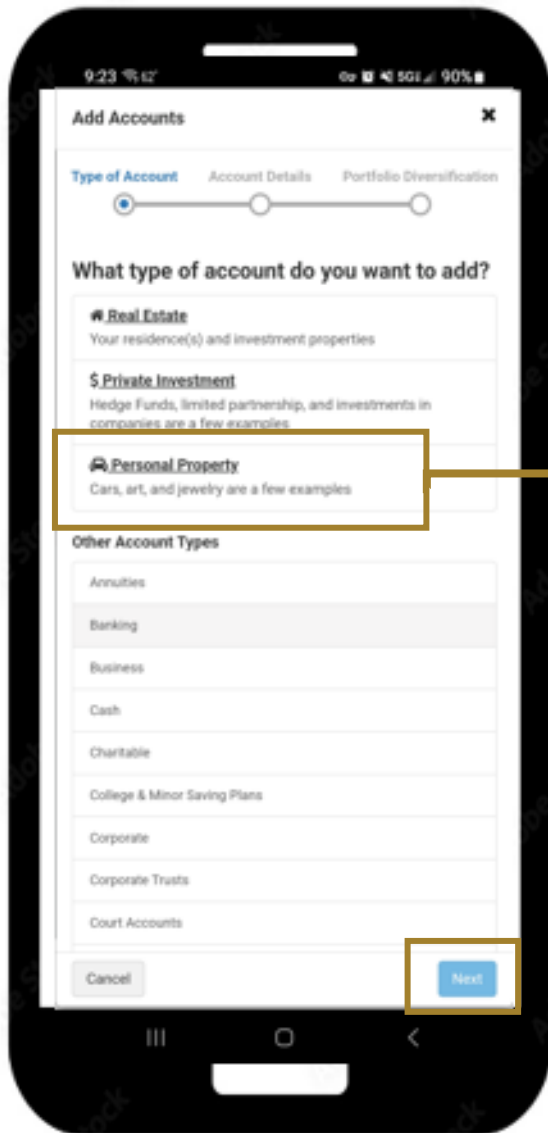 9:23 62° 5GE 90%
Add Accounts
Type of Account Account Details Portfolio Diversification
What type of account do you want to add?
Real Estate
Your residence(s) and investment properties
$ Private Investment
Hedge Funds, limited partnership, and investments in
companies are a few examples
Personal Property
Cars, art, and jewelry are a few examples
Other Account Types
Annuities
Banking
Business
Cash
Charitable
College & Minor Saving Plans
Corporate
Corporate Trusts
Court Accounts
Cancel Next